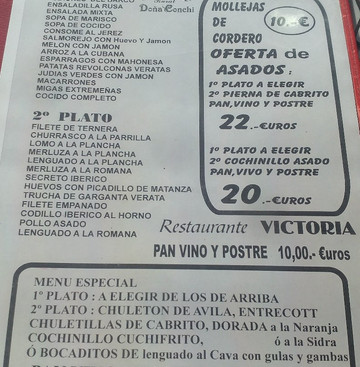 ENSALADILLA RUSA
ENSALADA MIXTA
SOPA DE MARISCO
SOPA DE COCIDO
CONSOME AL JEREZ
SALMOREJO CON Huevo Y Jamon
MELON CON JAMON
ARROZ A LA CUBANA
ESPARRAGOS CON MAHONESA
PATATAS REVOLCONAS VERATAS
JUDIAS VERDES CON JAMON
MACARRONES
MIGAS EXTREMEÑAS
COCIDO COMPLETO
Doña Conchi
2º PLATO
FILETE DE TERNERA
CHURRASCO A LA PARRILLA
LOMO A LA PLANCHA
MERLUZA A LA PLANCHA
LENGUADO A LA PLANCHA
MERLUZA A LA ROMANA
SECRETO IBERICO
HUEVOS CON PICADILLO DE MATANZA
TRUCHA DE GARGANTA VERATA
FILETE EMPANADO
CODILLO IBERICO AL HORNO
POLLO ASADO
LENGUADO A LA ROMANA
MOLLEJAS
DE 10,-€
CORDERO
OFERTA de
ASADOS :
1º PLATO A ELEGIR
2º PIERNA DE CABRITO
PAN,VINO Y POSTRE
22.-€UROS
1º PLATO A ELEGIR
2º COCHINILLO ASADO
PAN,VIVO Y POSTRE
20.-€UROS
Restaurante VICTORIA
PAN VINO Y POSTRE 10,00.- €uros
MENU ESPECIAL
1º PLATO : A ELEGIR DE LOS DE ARRIBA
2º PLATO : CHULETON DE AVILA, ENTRECOTT
CHULETILLAS DE CABRITO, DORADA a la Naranja
COCHINILLO CUCHIFRITO, ó a la Sidra
Ó BOCADITOS DE lenguado al Cava con gulas y gambas